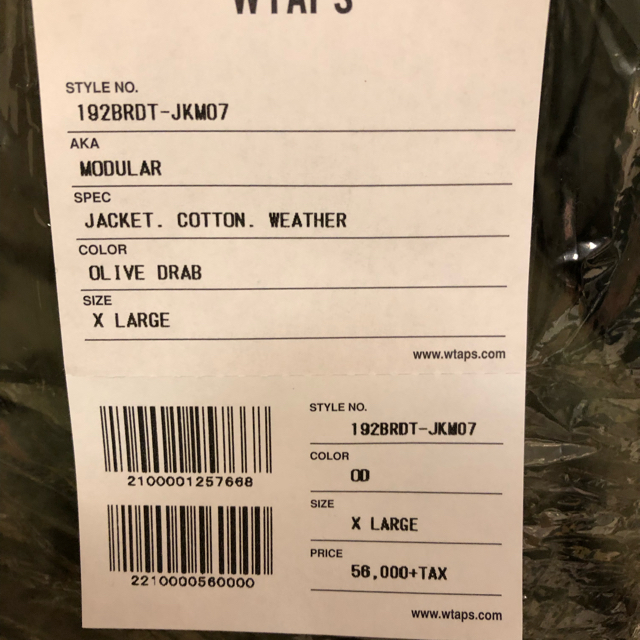 WTAPS
STYLE NO.
192BRDT-JKM07
AKA
MODULAR
SPEC
JACKET. COTTON. WEATHER
COLOR
OLIVE DRAB
SIZE
X LARGE
www.wtaps.com
2100001257668
2210000560000
STYLE NO.
192BRDT-JKM07
COLOR
OD
SIZE
X LARGE
PRICE
56,000+TAX
www.wtaps.com